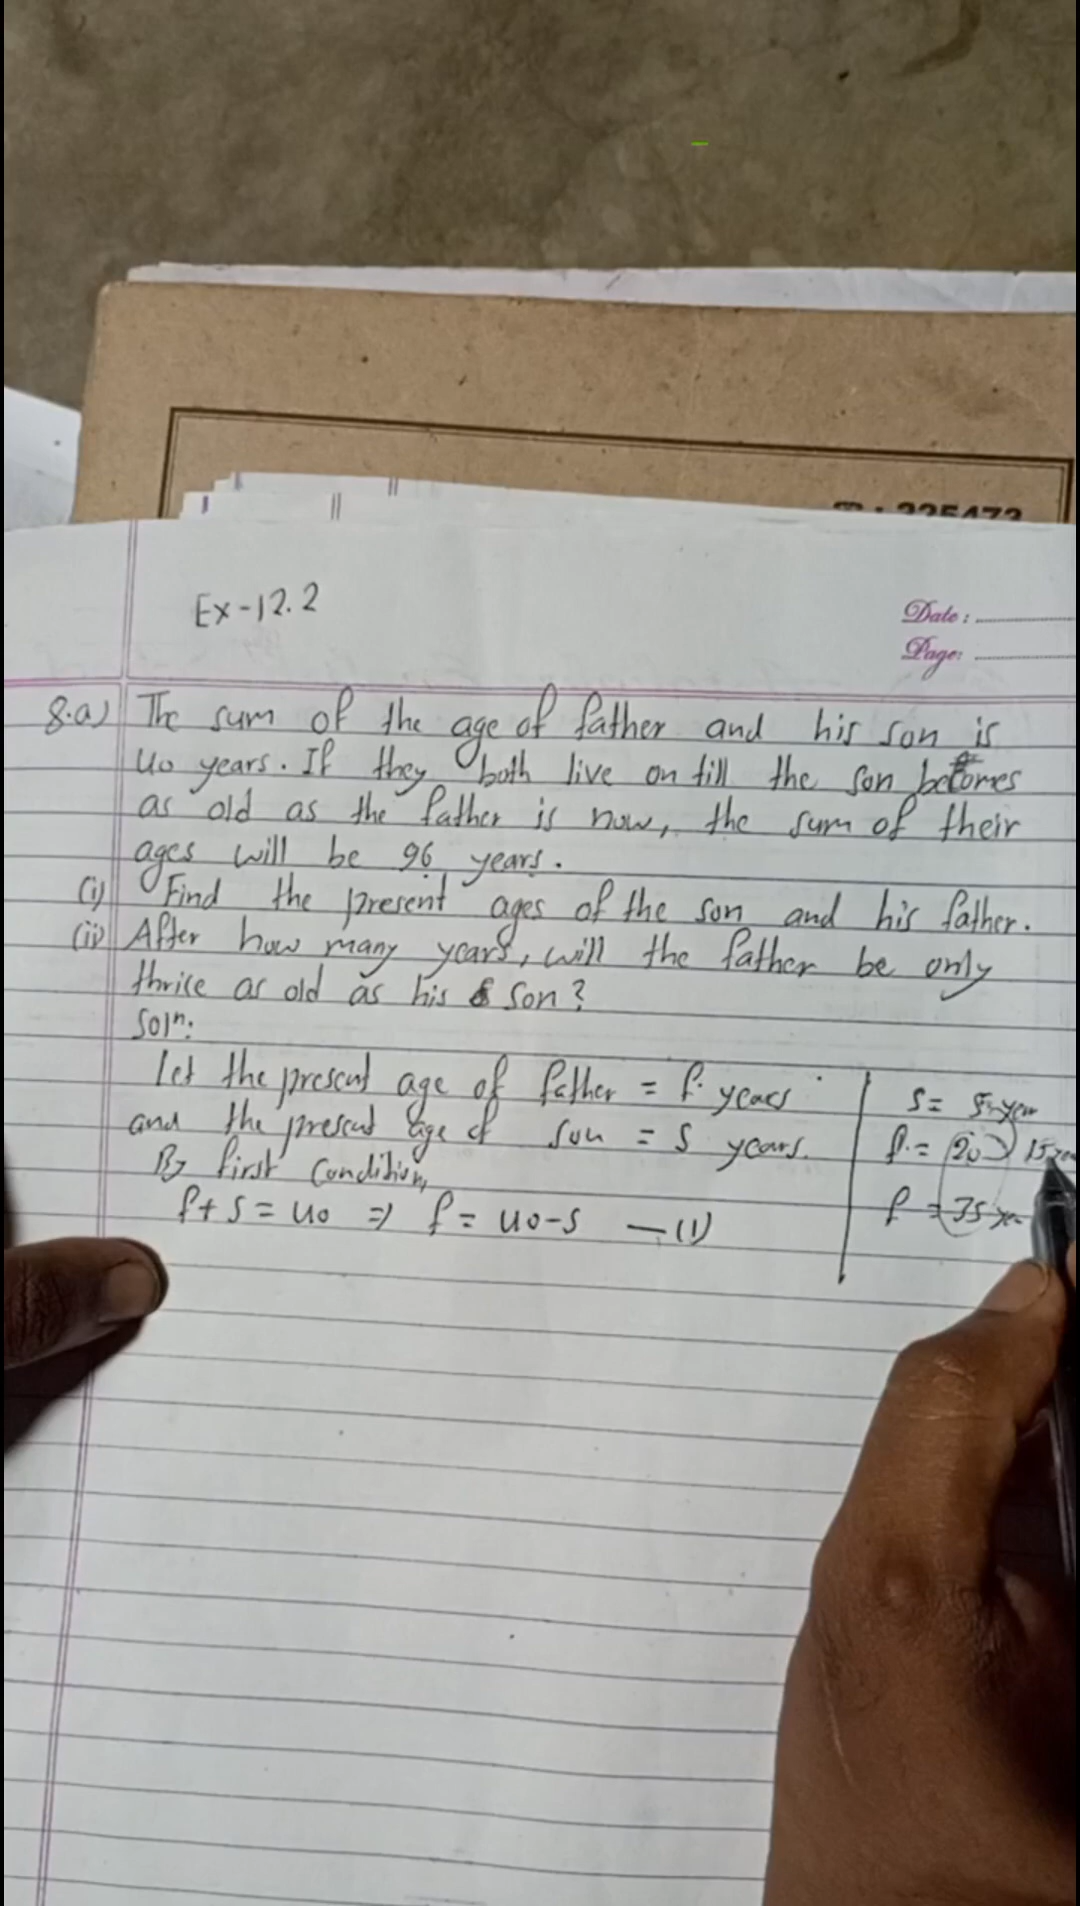 225473
Ex-12.2
Date:
Page:
8.a) The sum of the age of father and his son is
40 years. If they both live on till the son becomes
as old as the father is now, the sum of their
ages will be 96 years.
(i) Find the present ages of the son and his father.
(ii) After how many years, will the father be only
thrice as old as his son?
Soln:
Let the present age of father = f years
and the present age of son = s years.
By first condition,
f+s = 40 ⇒ f = 40-s —(1)
s = 5 year
f = 20 15
f = 35